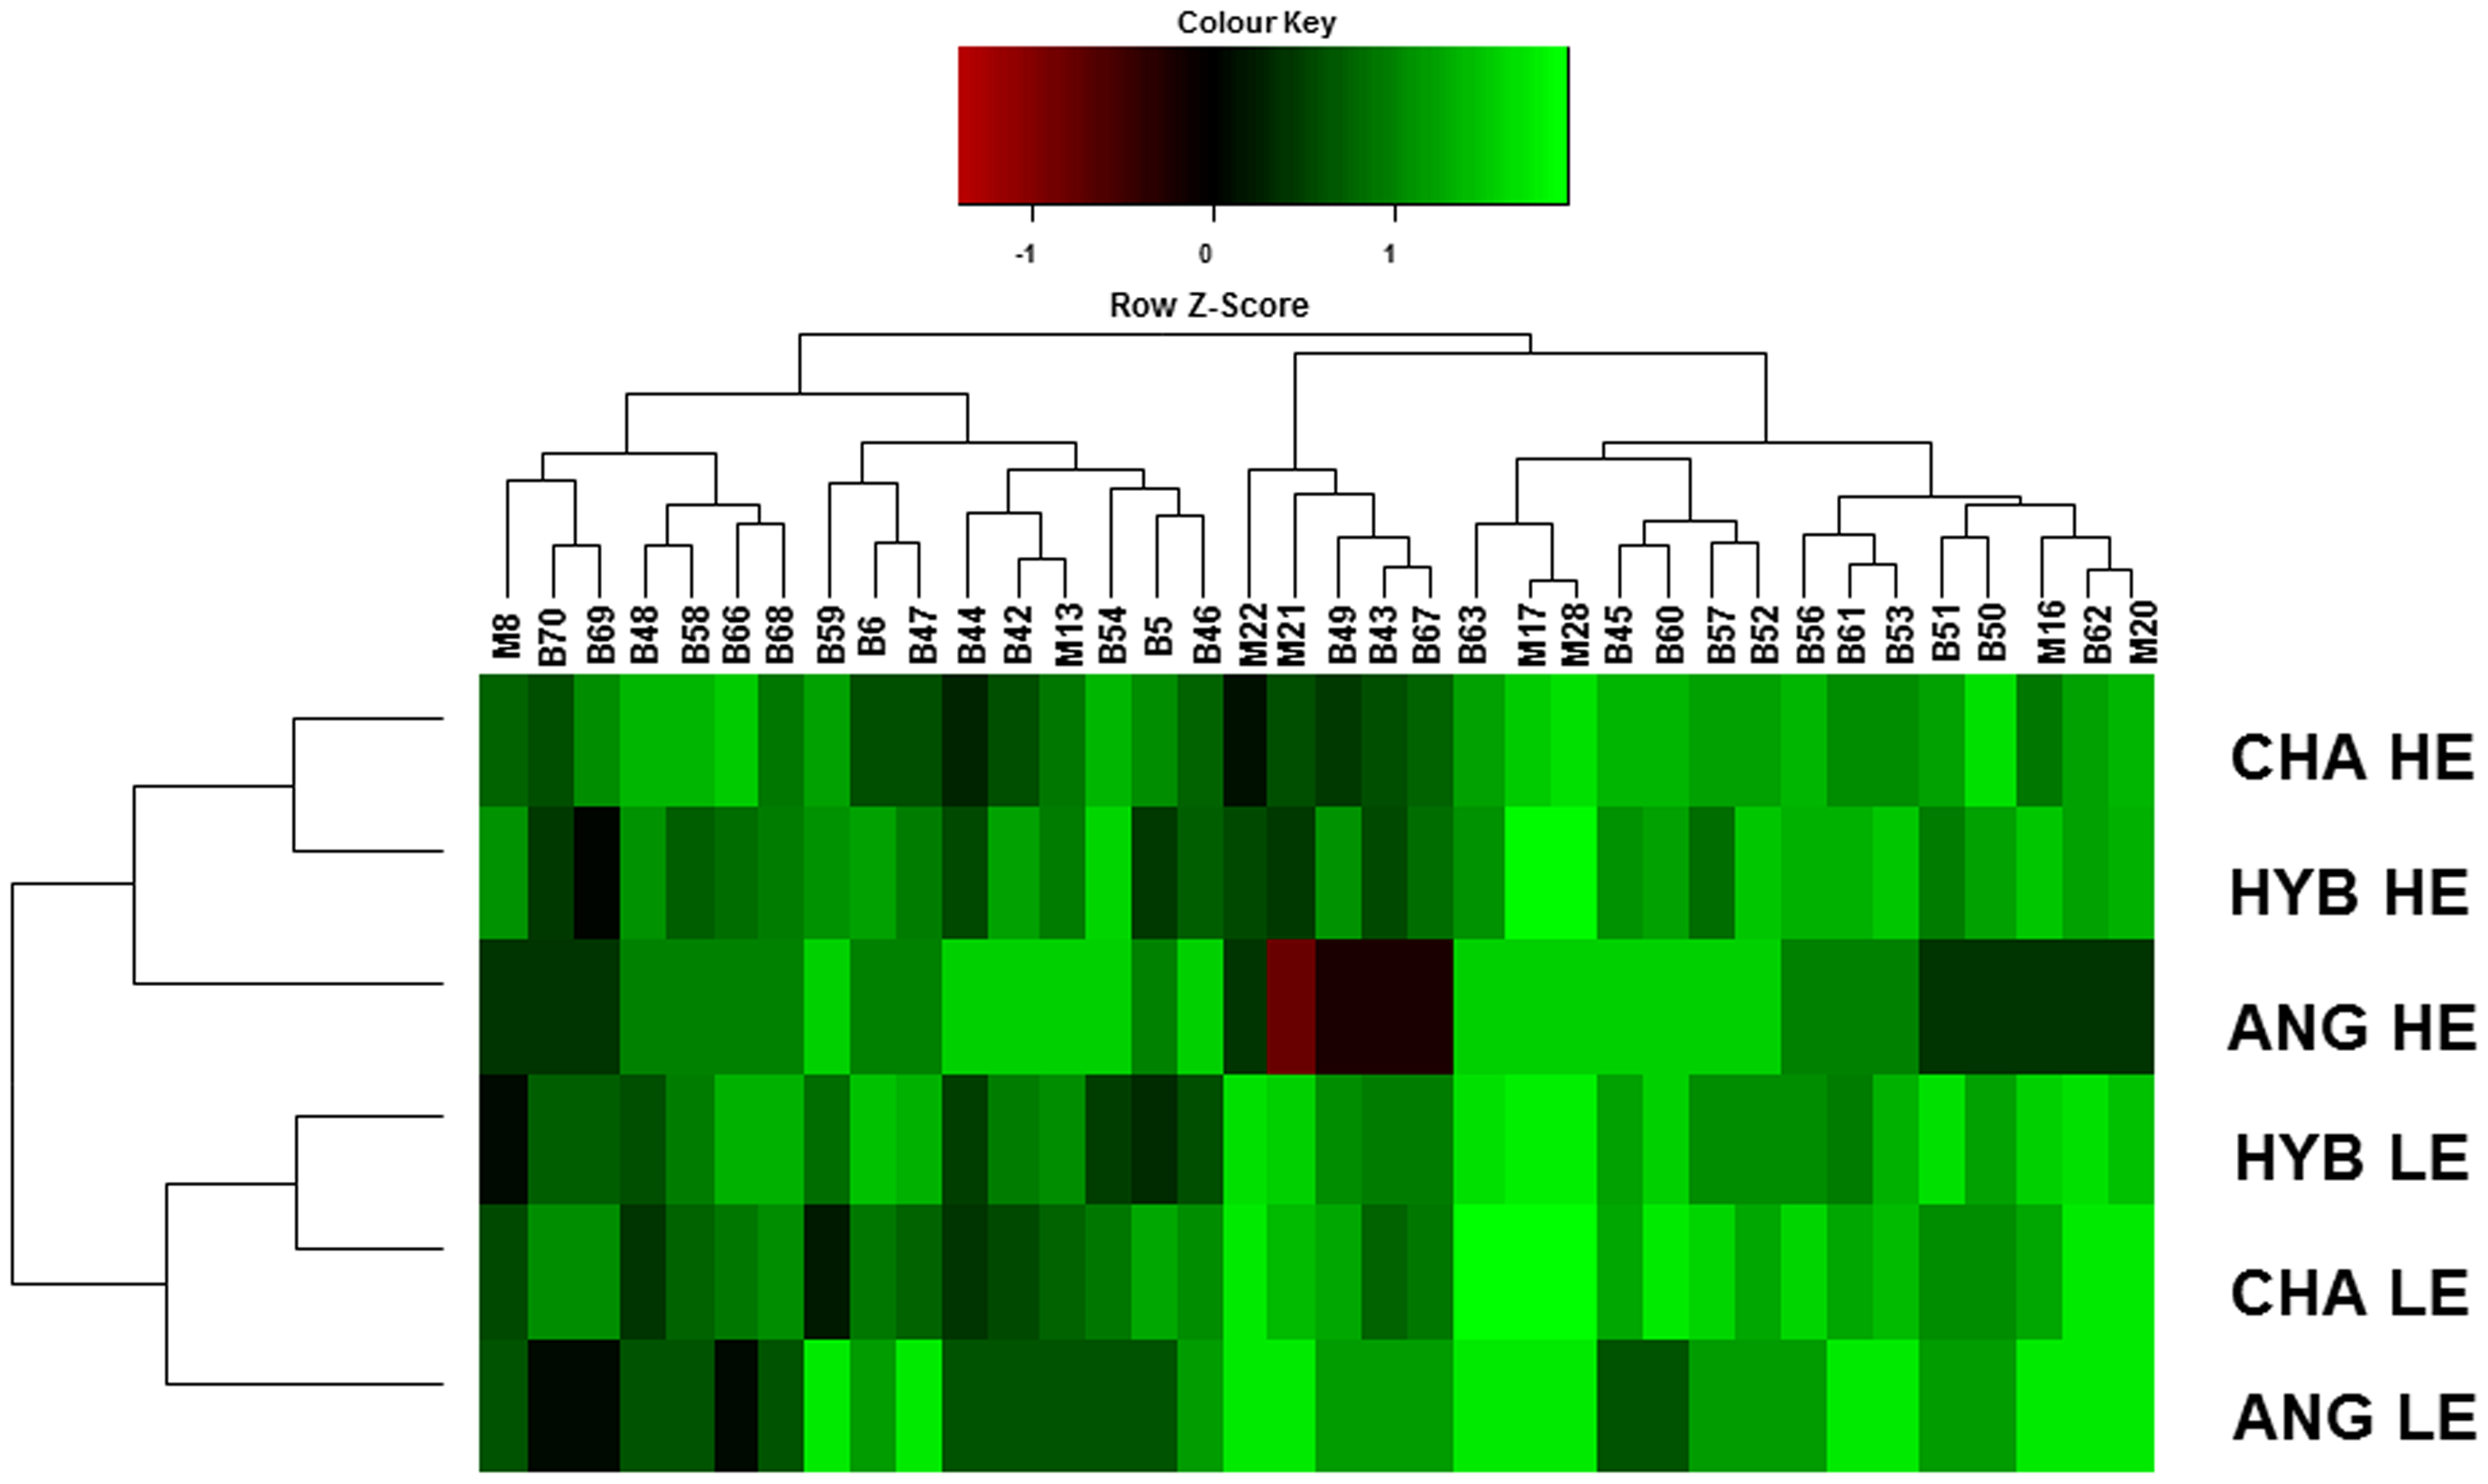 Colour Key
-1 0 1
Row Z-Score
M8 B70 B69 B48 B58 B66 B68 B59 B6 B47 B44 B42 M13 B54 B5 B46 M22 M21 B49 B43 B67 B63 M17 M28 B45 B60 B57 B52 B56 B61 B53 B51 B50 M16 B62 M20
CHA HE
HYB HE
ANG HE
HYB LE
CHA LE
ANG LE